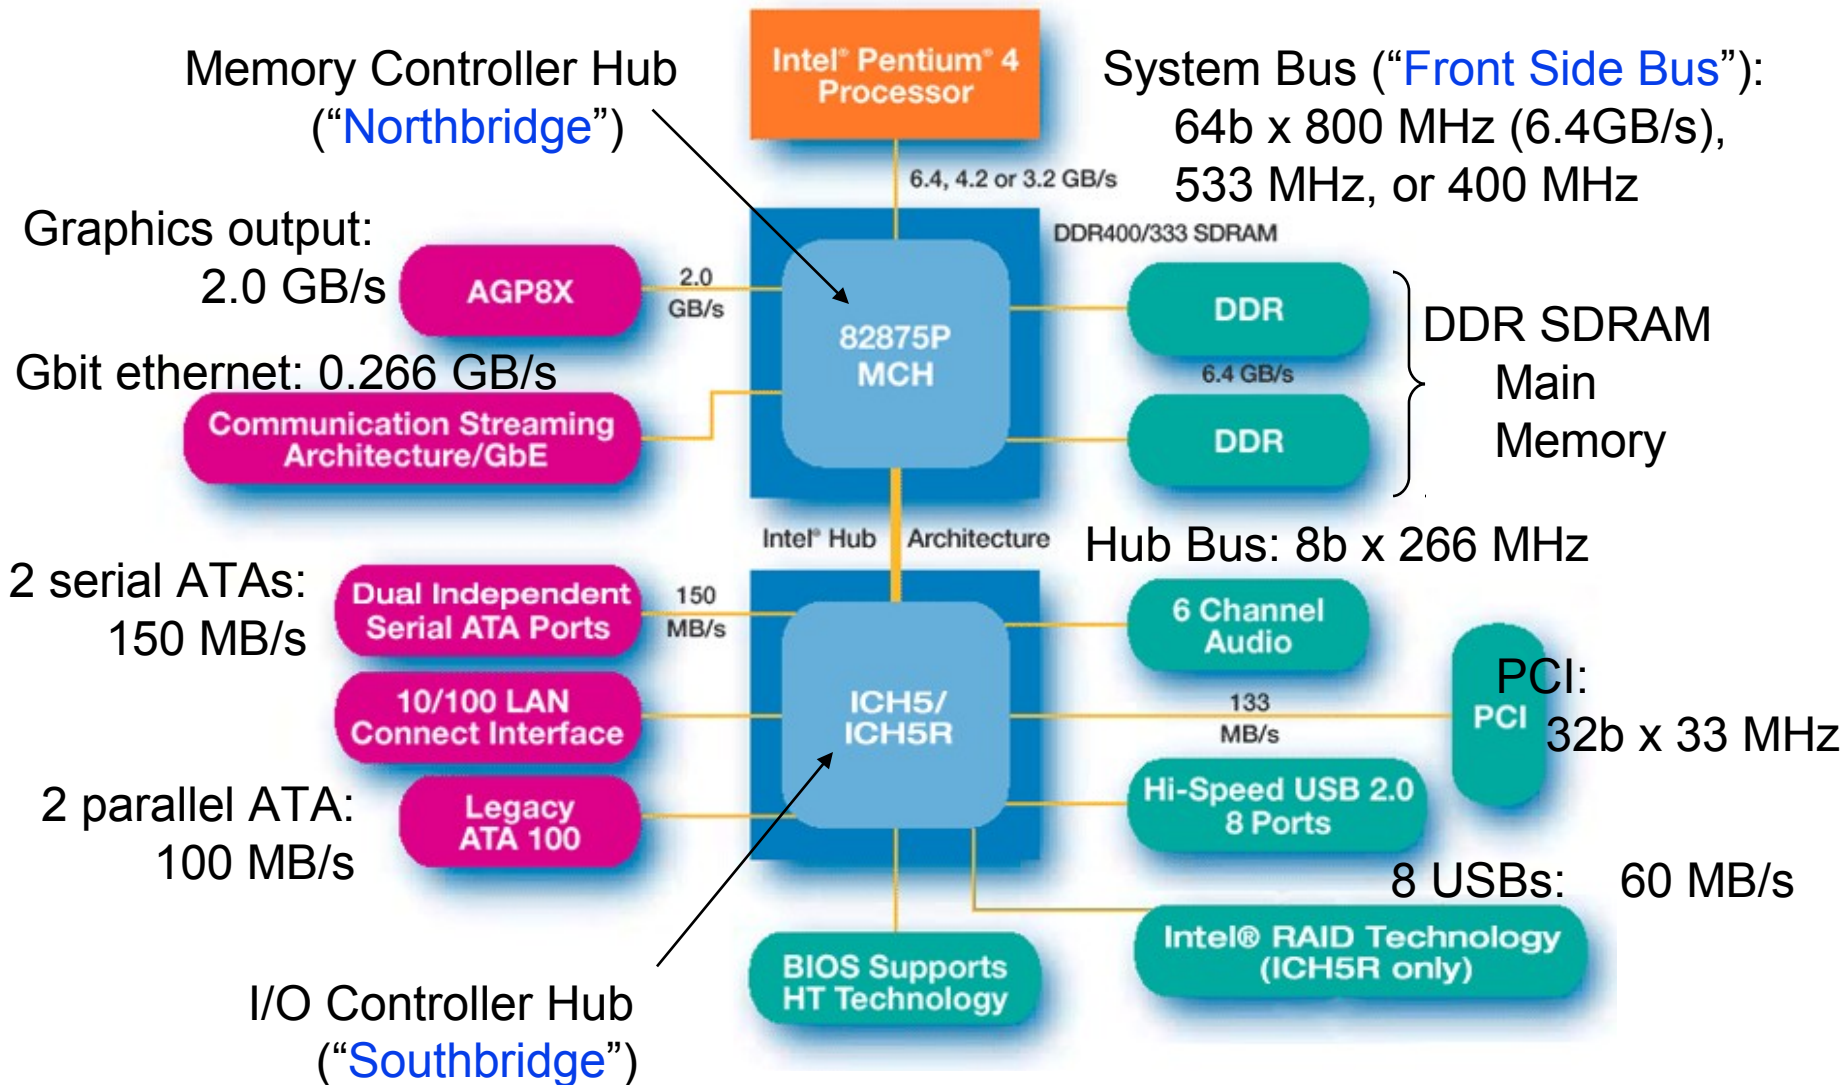 Intel® Pentium® 4
Processor
Memory Controller Hub
(“Northbridge”)
System Bus (“Front Side Bus”):
64b x 800 MHz (6.4GB/s),
533 MHz, or 400 MHz
6.4, 4.2 or 3.2 GB/s
DDR400/333 SDRAM
Graphics output:
2.0 GB/s
AGP8X
2.0
GB/s
82875P
MCH
DDR
6.4 GB/s
DDR
DDR SDRAM
Main
Memory
Gbit ethernet: 0.266 GB/s
Communication Streaming
Architecture/GbE
Intel® Hub Architecture
Hub Bus: 8b x 266 MHz
2 serial ATAs:
150 MB/s
Dual Independent
Serial ATA Ports
150
MB/s
6 Channel
Audio
10/100 LAN
Connect Interface
ICH5/
ICH5R
133
MB/s
PCI
PCI:
32b x 33 MHz
2 parallel ATA:
100 MB/s
Legacy
ATA 100
Hi-Speed USB 2.0
8 Ports
8 USBs: 60 MB/s
BIOS Supports
HT Technology
Intel® RAID Technology
(ICH5R only)
I/O Controller Hub
(“Southbridge”)